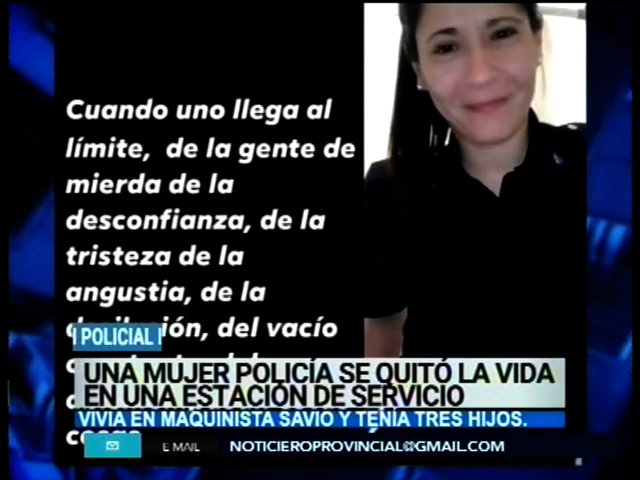 Cuando uno llega al
límite, de la gente de
mierda de la
desconfianza, de la
tristeza de la
angustia, de la
del vacío
POLICIAL
UNA MUJER POLICÍA SE QUITÓ LA VIDA
EN UNA ESTACIÓN DE SERVICIO
VIVIA EN MAQUINISTA SAVIO Y TENÍA TRES HIJOS.
E MAIL NOTICIEROPROVINCIAL@GMAIL.COM